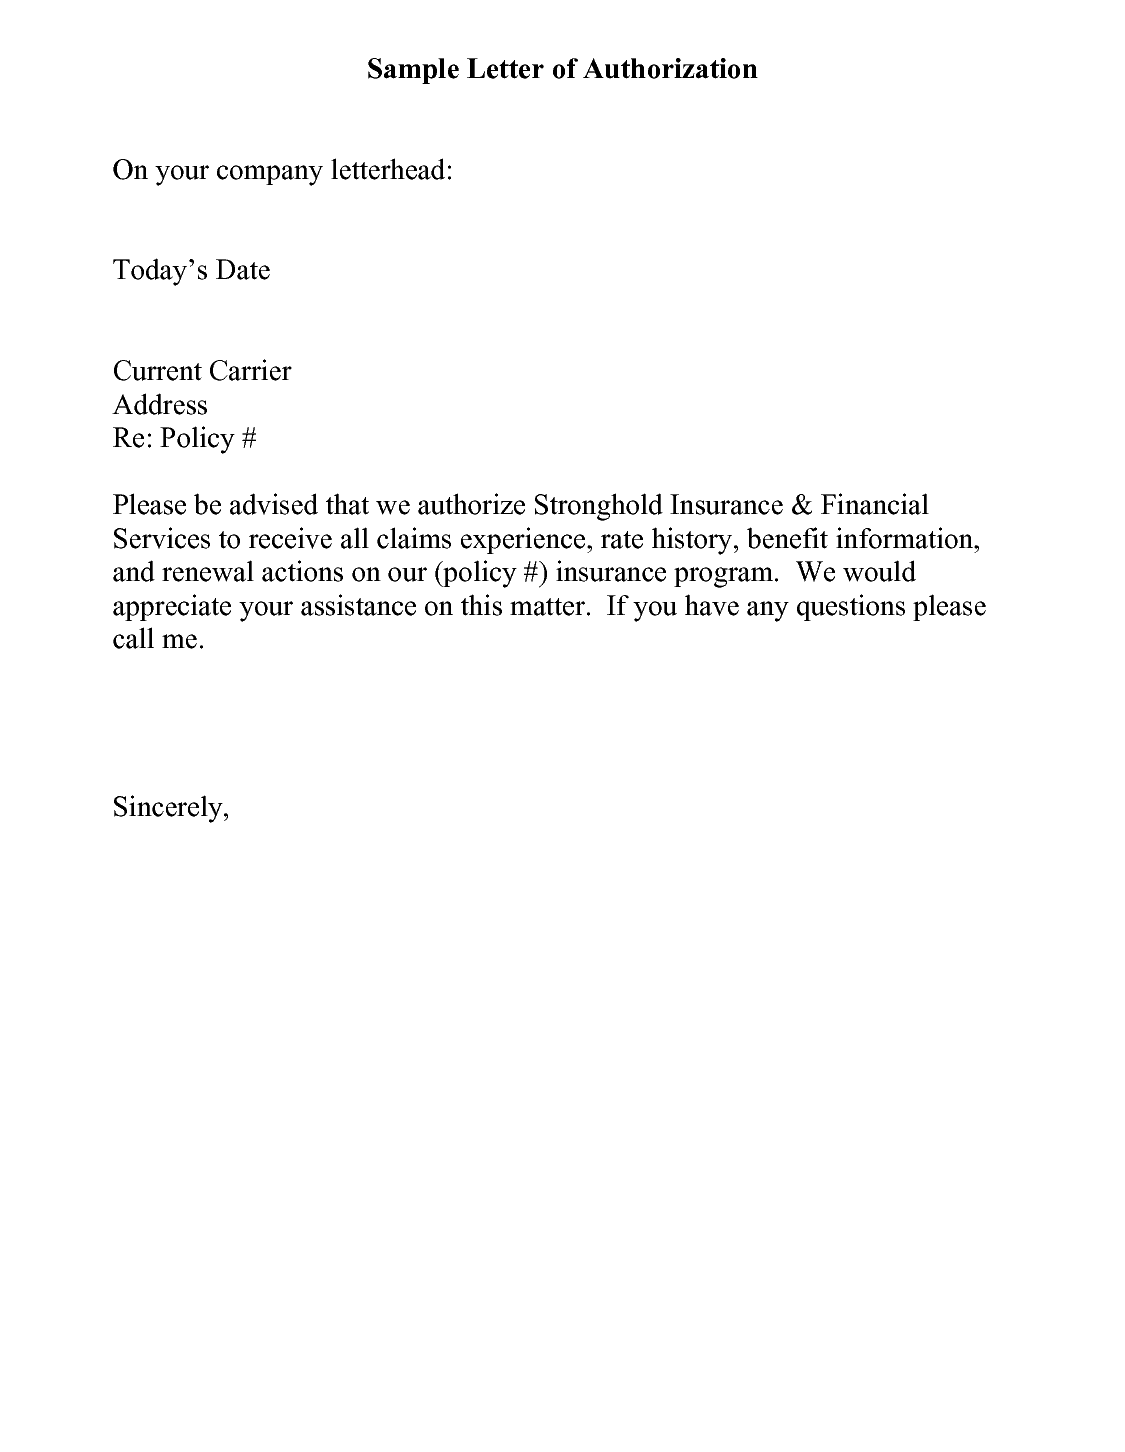 Sample Letter of Authorization
On your company letterhead:
Today’s Date
Current Carrier
Address
Re: Policy #
Please be advised that we authorize Stronghold Insurance & Financial
Services to receive all claims experience, rate history, benefit information,
and renewal actions on our (policy #) insurance program.  We would
appreciate your assistance on this matter.  If you have any questions please
call me.
Sincerely,